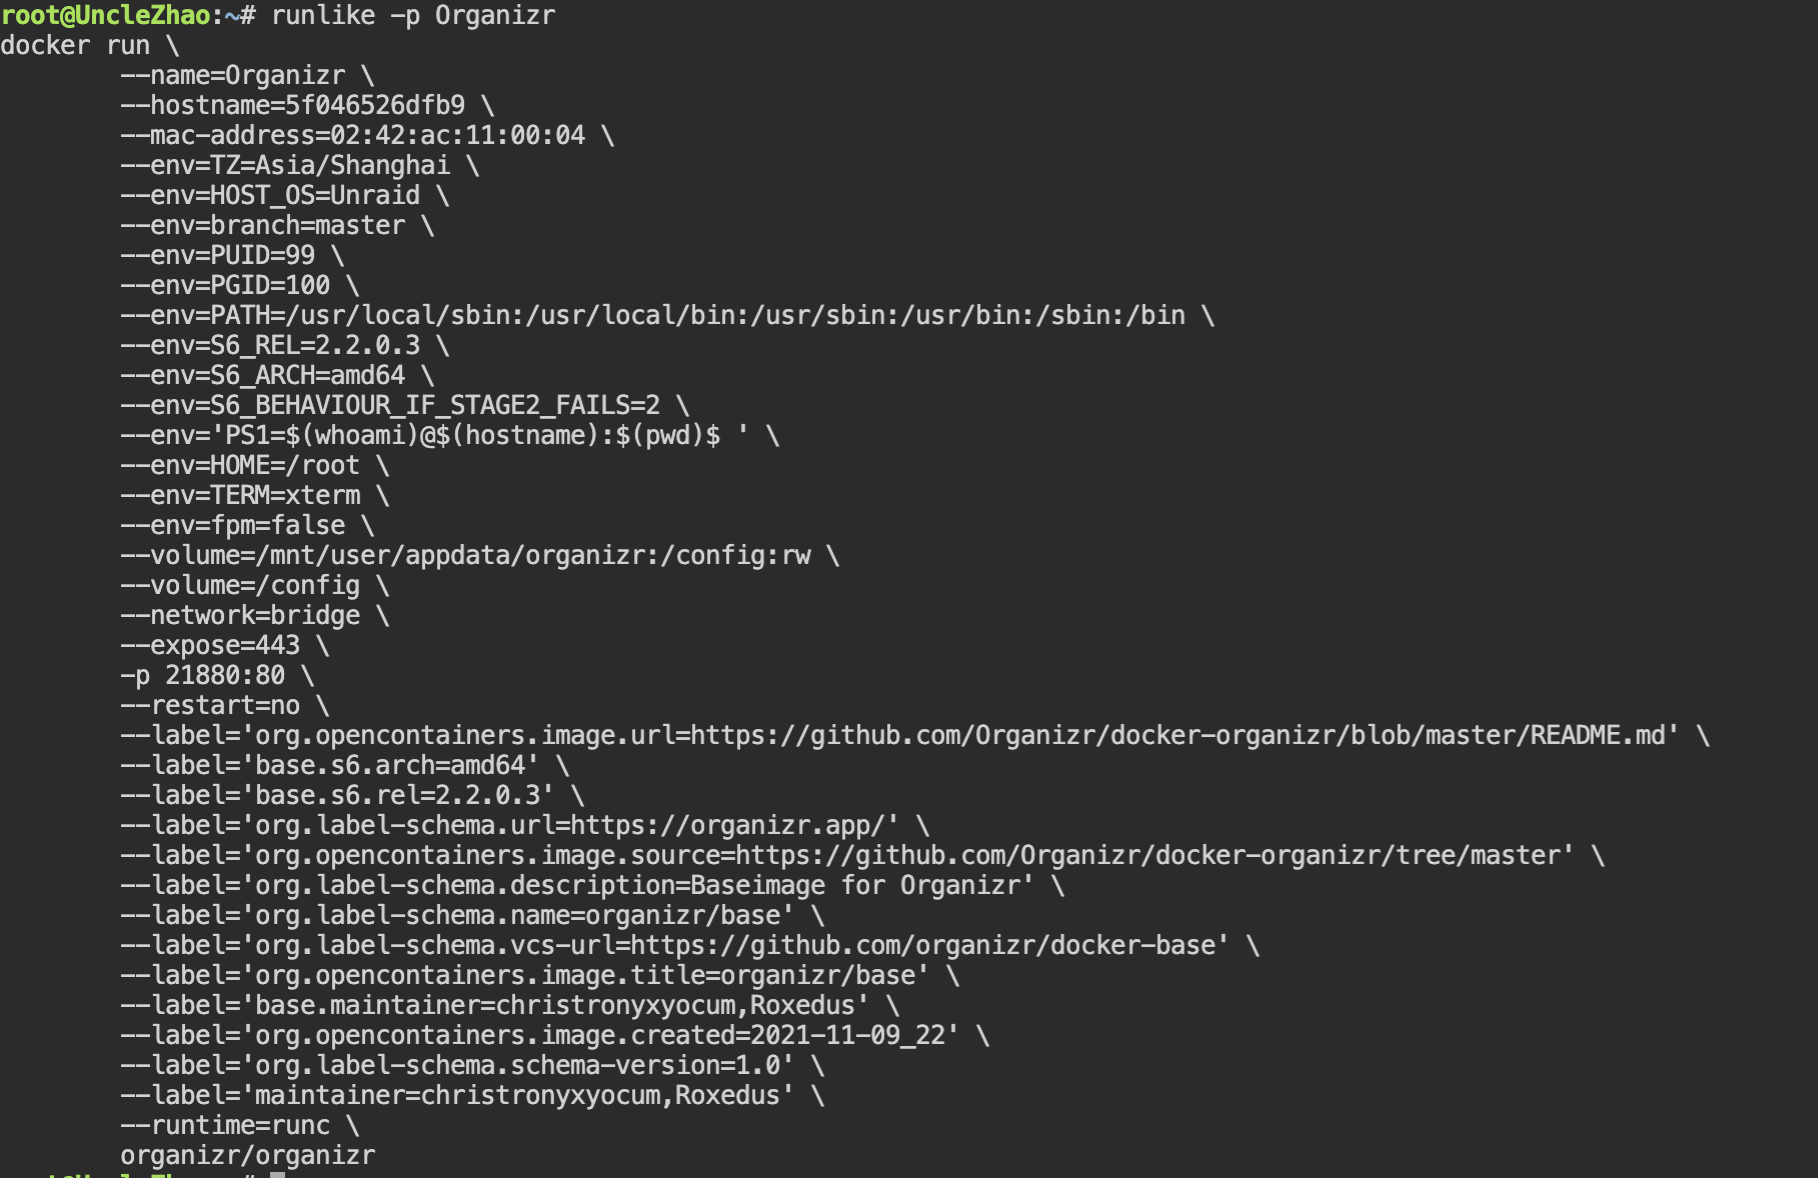 root@UncleZhao:~# runlike -p Organizr
docker run \
--name=Organizr \
--hostname=5f046526dfb9 \
--mac-address=02:42:ac:11:00:04 \
--env=TZ=Asia/Shanghai \
--env=HOST_OS=Unraid \
--env=branch=master \
--env=PUID=99 \
--env=PGID=100 \
--env=PATH=/usr/local/sbin:/usr/local/bin:/usr/sbin:/usr/bin:/sbin:/bin \
--env=S6_REL=2.2.0.3 \
--env=S6_ARCH=amd64 \
--env=S6_BEHAVIOUR_IF_STAGE2_FAILS=2 \
--env='PS1=$(whoami)@$(hostname):$(pwd)$ ' \
--env=HOME=/root \
--env=TERM=xterm \
--env=fpm=false \
--volume=/mnt/user/appdata/organizr:/config:rw \
--volume=/config \
--network=bridge \
--expose=443 \
-p 21880:80 \
--restart=no \
--label='org.opencontainers.image.url=https://github.com/Organizr/docker-organizr/blob/master/README.md' \
--label='base.s6.arch=amd64' \
--label='base.s6.rel=2.2.0.3' \
--label='org.label-schema.url=https://organizr.app/' \
--label='org.opencontainers.image.source=https://github.com/Organizr/docker-organizr/tree/master' \
--label='org.label-schema.description=Baseimage for Organizr' \
--label='org.label-schema.name=organizr/base' \
--label='org.label-schema.vcs-url=https://github.com/organizr/docker-base' \
--label='org.opencontainers.image.title=organizr/base' \
--label='base.maintainer=christronyxyocum,Roxedus' \
--label='org.opencontainers.image.created=2021-11-09_22' \
--label='org.label-schema.schema-version=1.0' \
--label='maintainer=christronyxyocum,Roxedus' \
--runtime=runc \
organizr/organizr
root@UncleZhao:~#